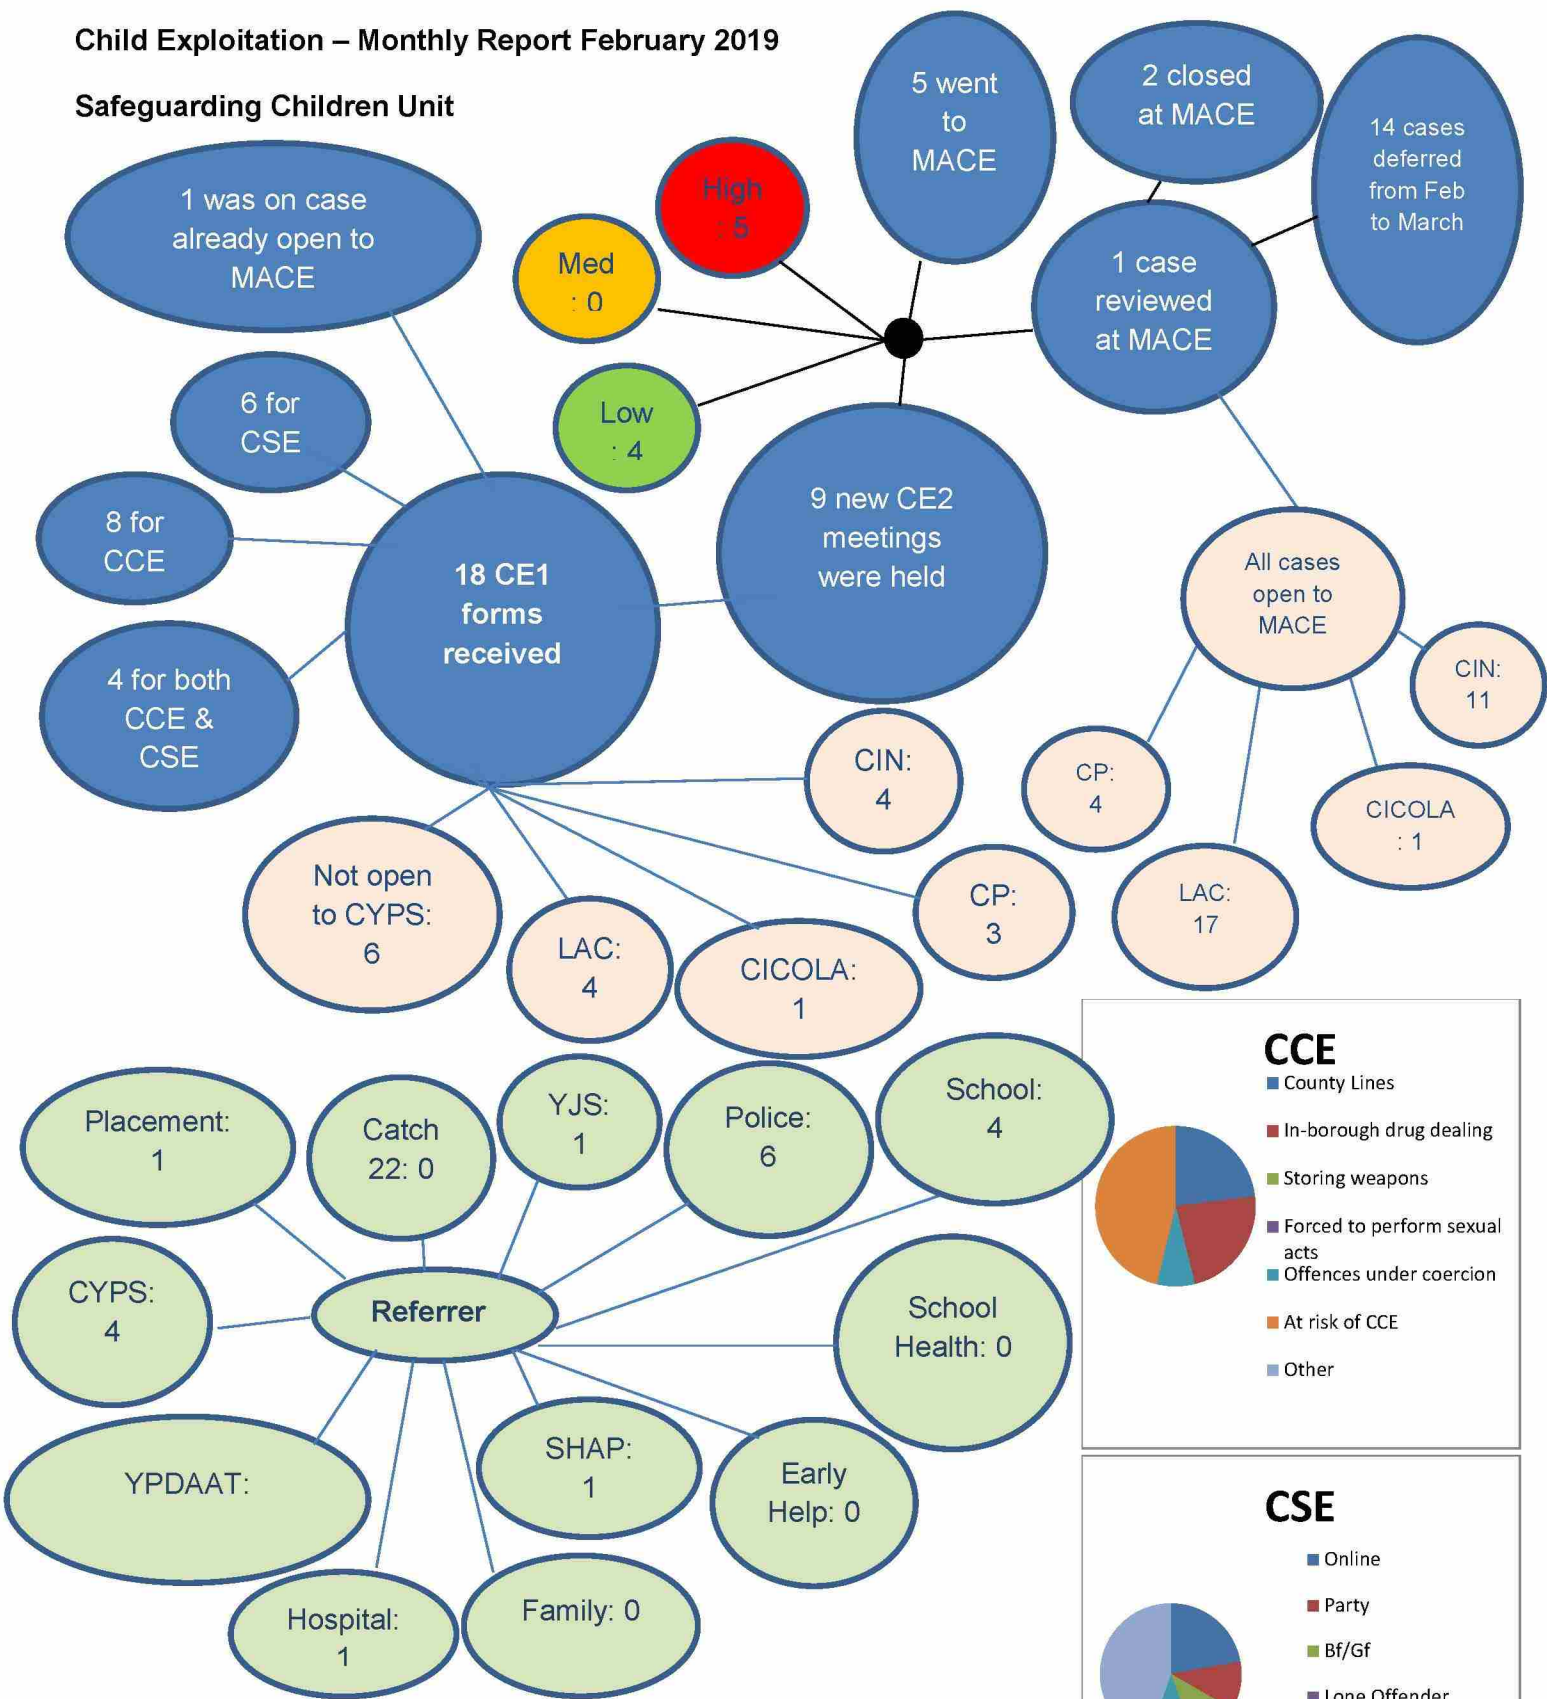 Child Exploitation – Monthly Report February 2019
Safeguarding Children Unit
1 was on case
already open to
MACE
6 for
CSE
8 for
CCE
4 for both
CCE &
CSE
18 CE1
forms
received
High
: 5
Med
: 0
Low
: 4
5 went
to
MACE
2 closed
at MACE
14 cases
deferred
from Feb
to March
1 case
reviewed
at MACE
9 new CE2
meetings
were held
All cases
open to
MACE
CIN:
11
CP:
4
CICOLA
: 1
LAC:
17
CIN:
4
CP:
3
Not open
to CYPS:
6
LAC:
4
CICOLA:
1
Placement:
1
Catch
22: 0
YJS:
1
Police:
6
School:
4
CYPS:
4
Referrer
School
Health: 0
YPDAAT:
SHAP:
1
Early
Help: 0
Hospital:
1
Family: 0
CCE
County Lines
In-borough drug dealing
Storing weapons
Forced to perform sexual
acts
Offences under coercion
At risk of CCE
Other
CSE
Online
Party
Bf/Gf
Lone Offender